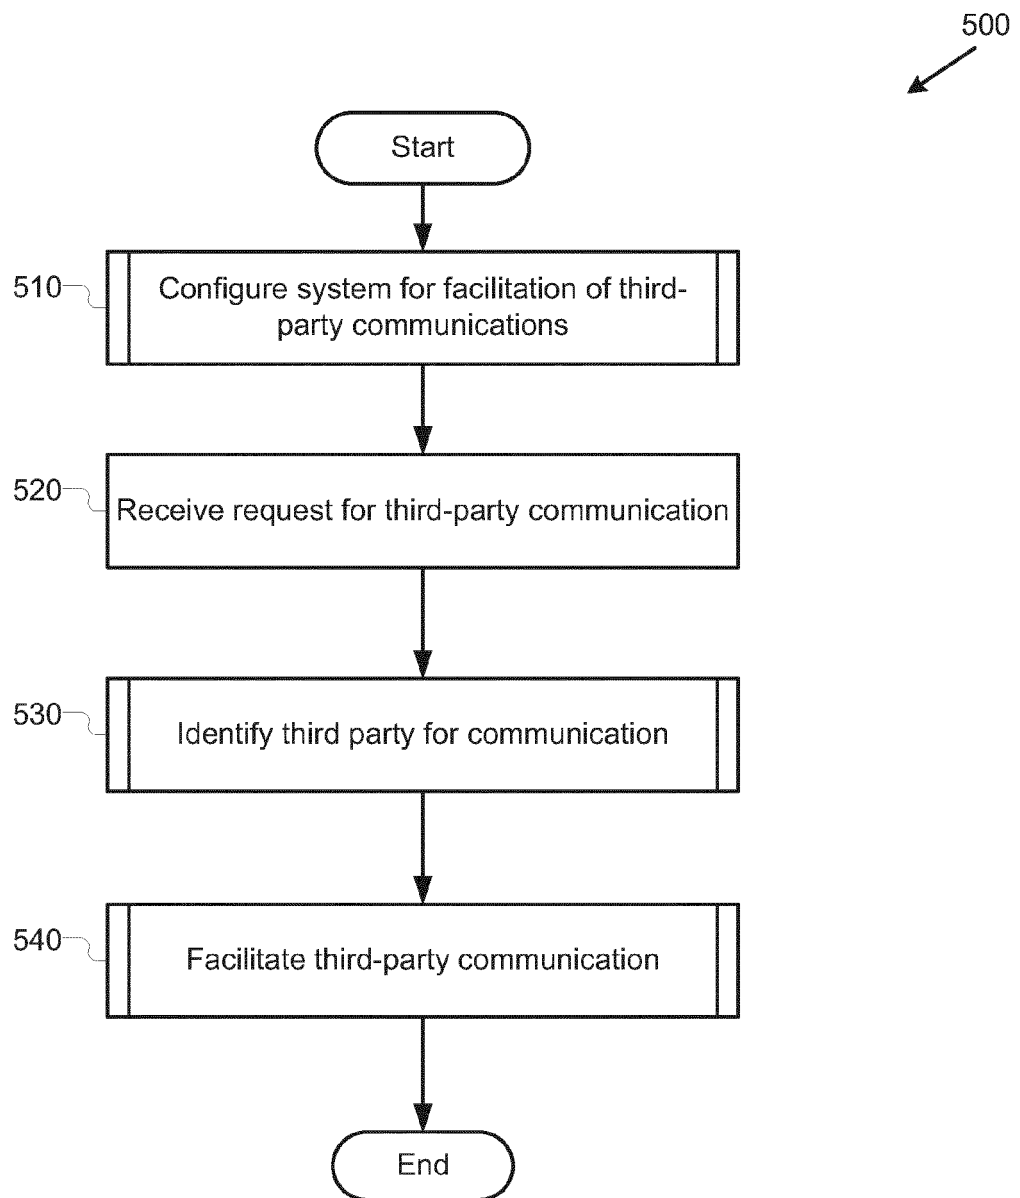 500
Start
510
Configure system for facilitation of third-
party communications
520
Receive request for third-party communication
530
Identify third party for communication
540
Facilitate third-party communication
End